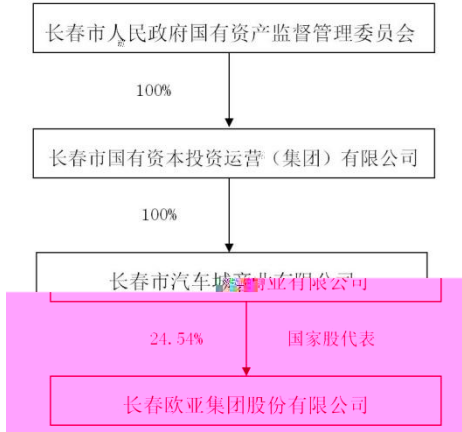 长春市人民政府国有资产监督管理委员会
100%
长春市国有资本投资运营（集团）有限公司
100%
长春市汽车城商业有限公司
24.54% 国家股代表
长春欧亚集团股份有限公司